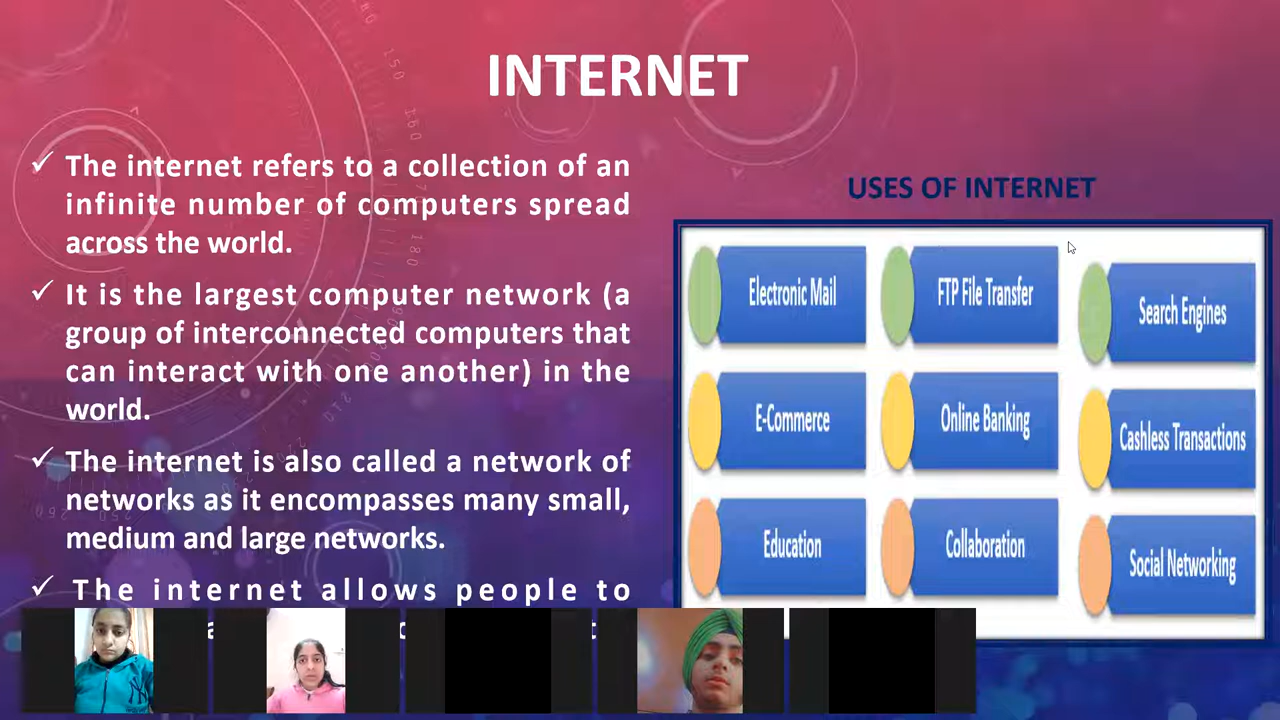 INTERNET
✓ The internet refers to a collection of an
infinite number of computers spread
across the world.
✓ It is the largest computer network (a
group of interconnected computers that
can interact with one another) in the
world.
✓ The internet is also called a network of
networks as it encompasses many small,
medium and large networks.
✓ The internet allows people to
USES OF INTERNET
Electronic Mail
FTP File Transfer
Search Engines
E-Commerce
Online Banking
Cashless Transactions
Education
Collaboration
Social Networking